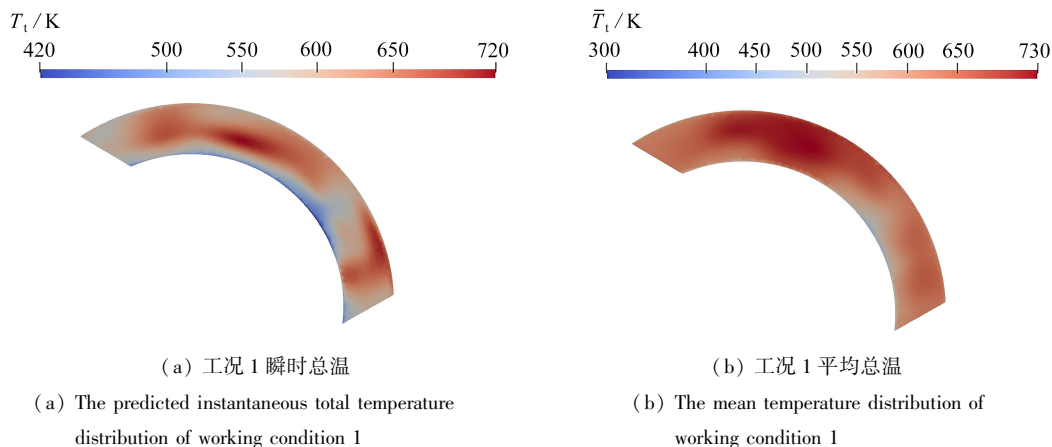 T_t / K
420 500 550 600 650 720
T̄_t / K
300 400 450 500 550 600 650 730
(a) 工况 1 瞬时总温
(a) The predicted instantaneous total temperature
distribution of working condition 1
(b) 工况 1 平均总温
(b) The mean temperature distribution of
working condition 1